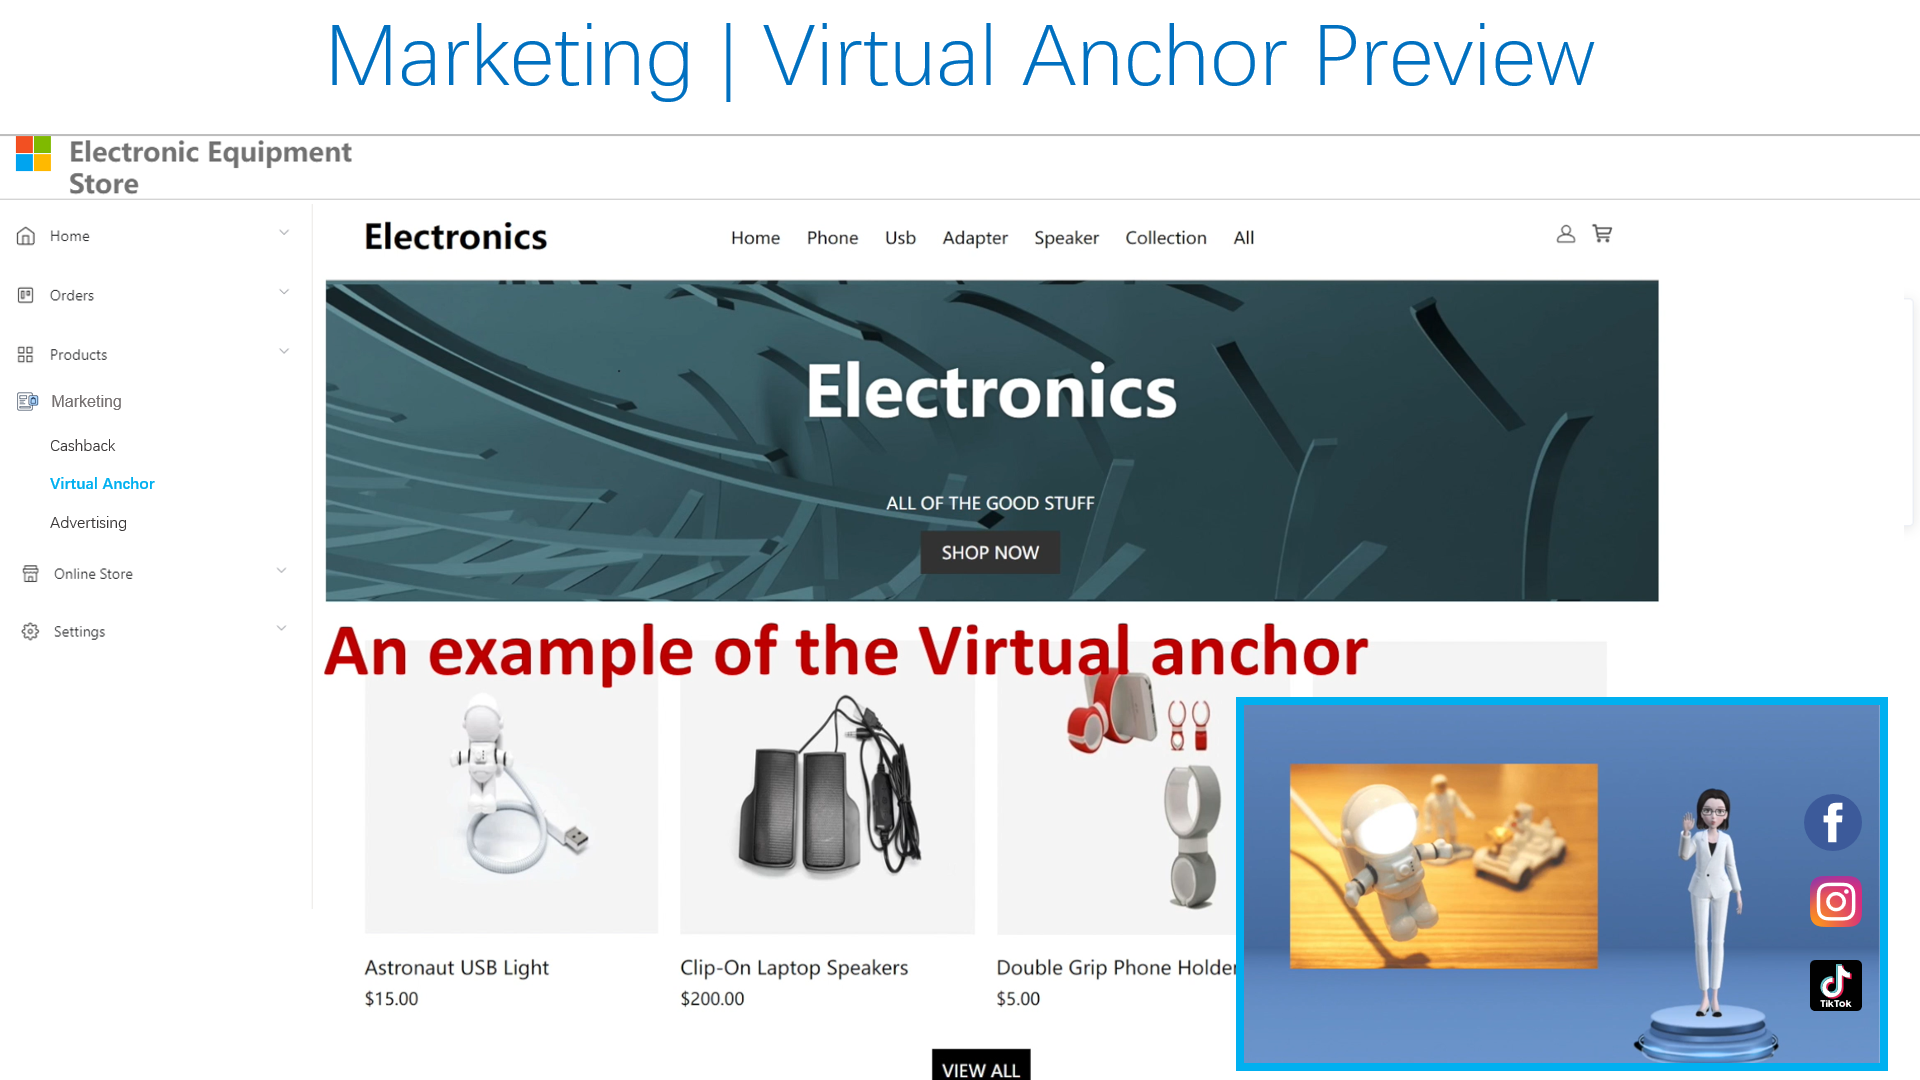 Marketing | Virtual Anchor Preview
Electronic Equipment
Store
Home
Orders
Products
Marketing
Cashback
Virtual Anchor
Advertising
Online Store
Settings
Electronics
Home Phone Usb Adapter Speaker Collection All
Electronics
ALL OF THE GOOD STUFF
SHOP NOW
An example of the Virtual anchor
Astronaut USB Light
$15.00
Clip-On Laptop Speakers
$200.00
Double Grip Phone Holder
$5.00
VIEW ALL
TikTok